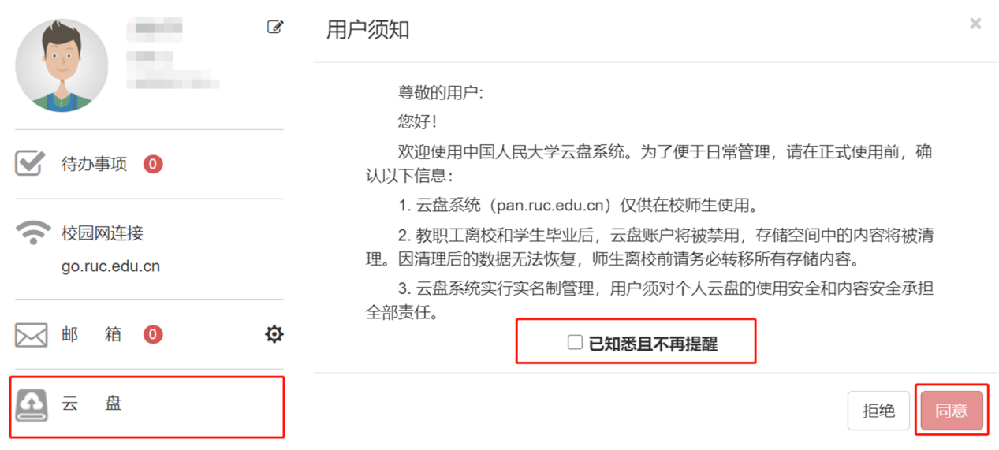 待办事项 0
校园网连接
go.ruc.edu.cn
邮 箱 0
云 盘
用户须知 ×
尊敬的用户:
您好!
欢迎使用中国人民大学云盘系统。为了便于日常管理，请在正式使用前，确
认以下信息：
1. 云盘系统（pan.ruc.edu.cn）仅供在校师生使用。
2. 教职工离校和学生毕业后，云盘账户将被禁用，存储空间中的内容将被清
理。因清理后的数据无法恢复，师生离校前请务必转移所有存储内容。
3. 云盘系统实行实名制管理，用户须对个人云盘的使用安全和内容安全承担
全部责任。
已知悉且不再提醒
拒绝 同意